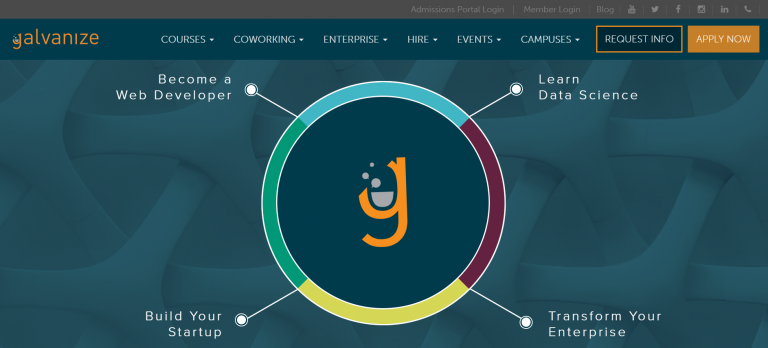 Admissions Portal Login | Member Login | Blog
galvanize
COURSES COWORKING ENTERPRISE HIRE EVENTS CAMPUSES REQUEST INFO APPLY NOW
Become a
Web Developer
Learn
Data Science
g
Build Your
Startup
Transform Your
Enterprise